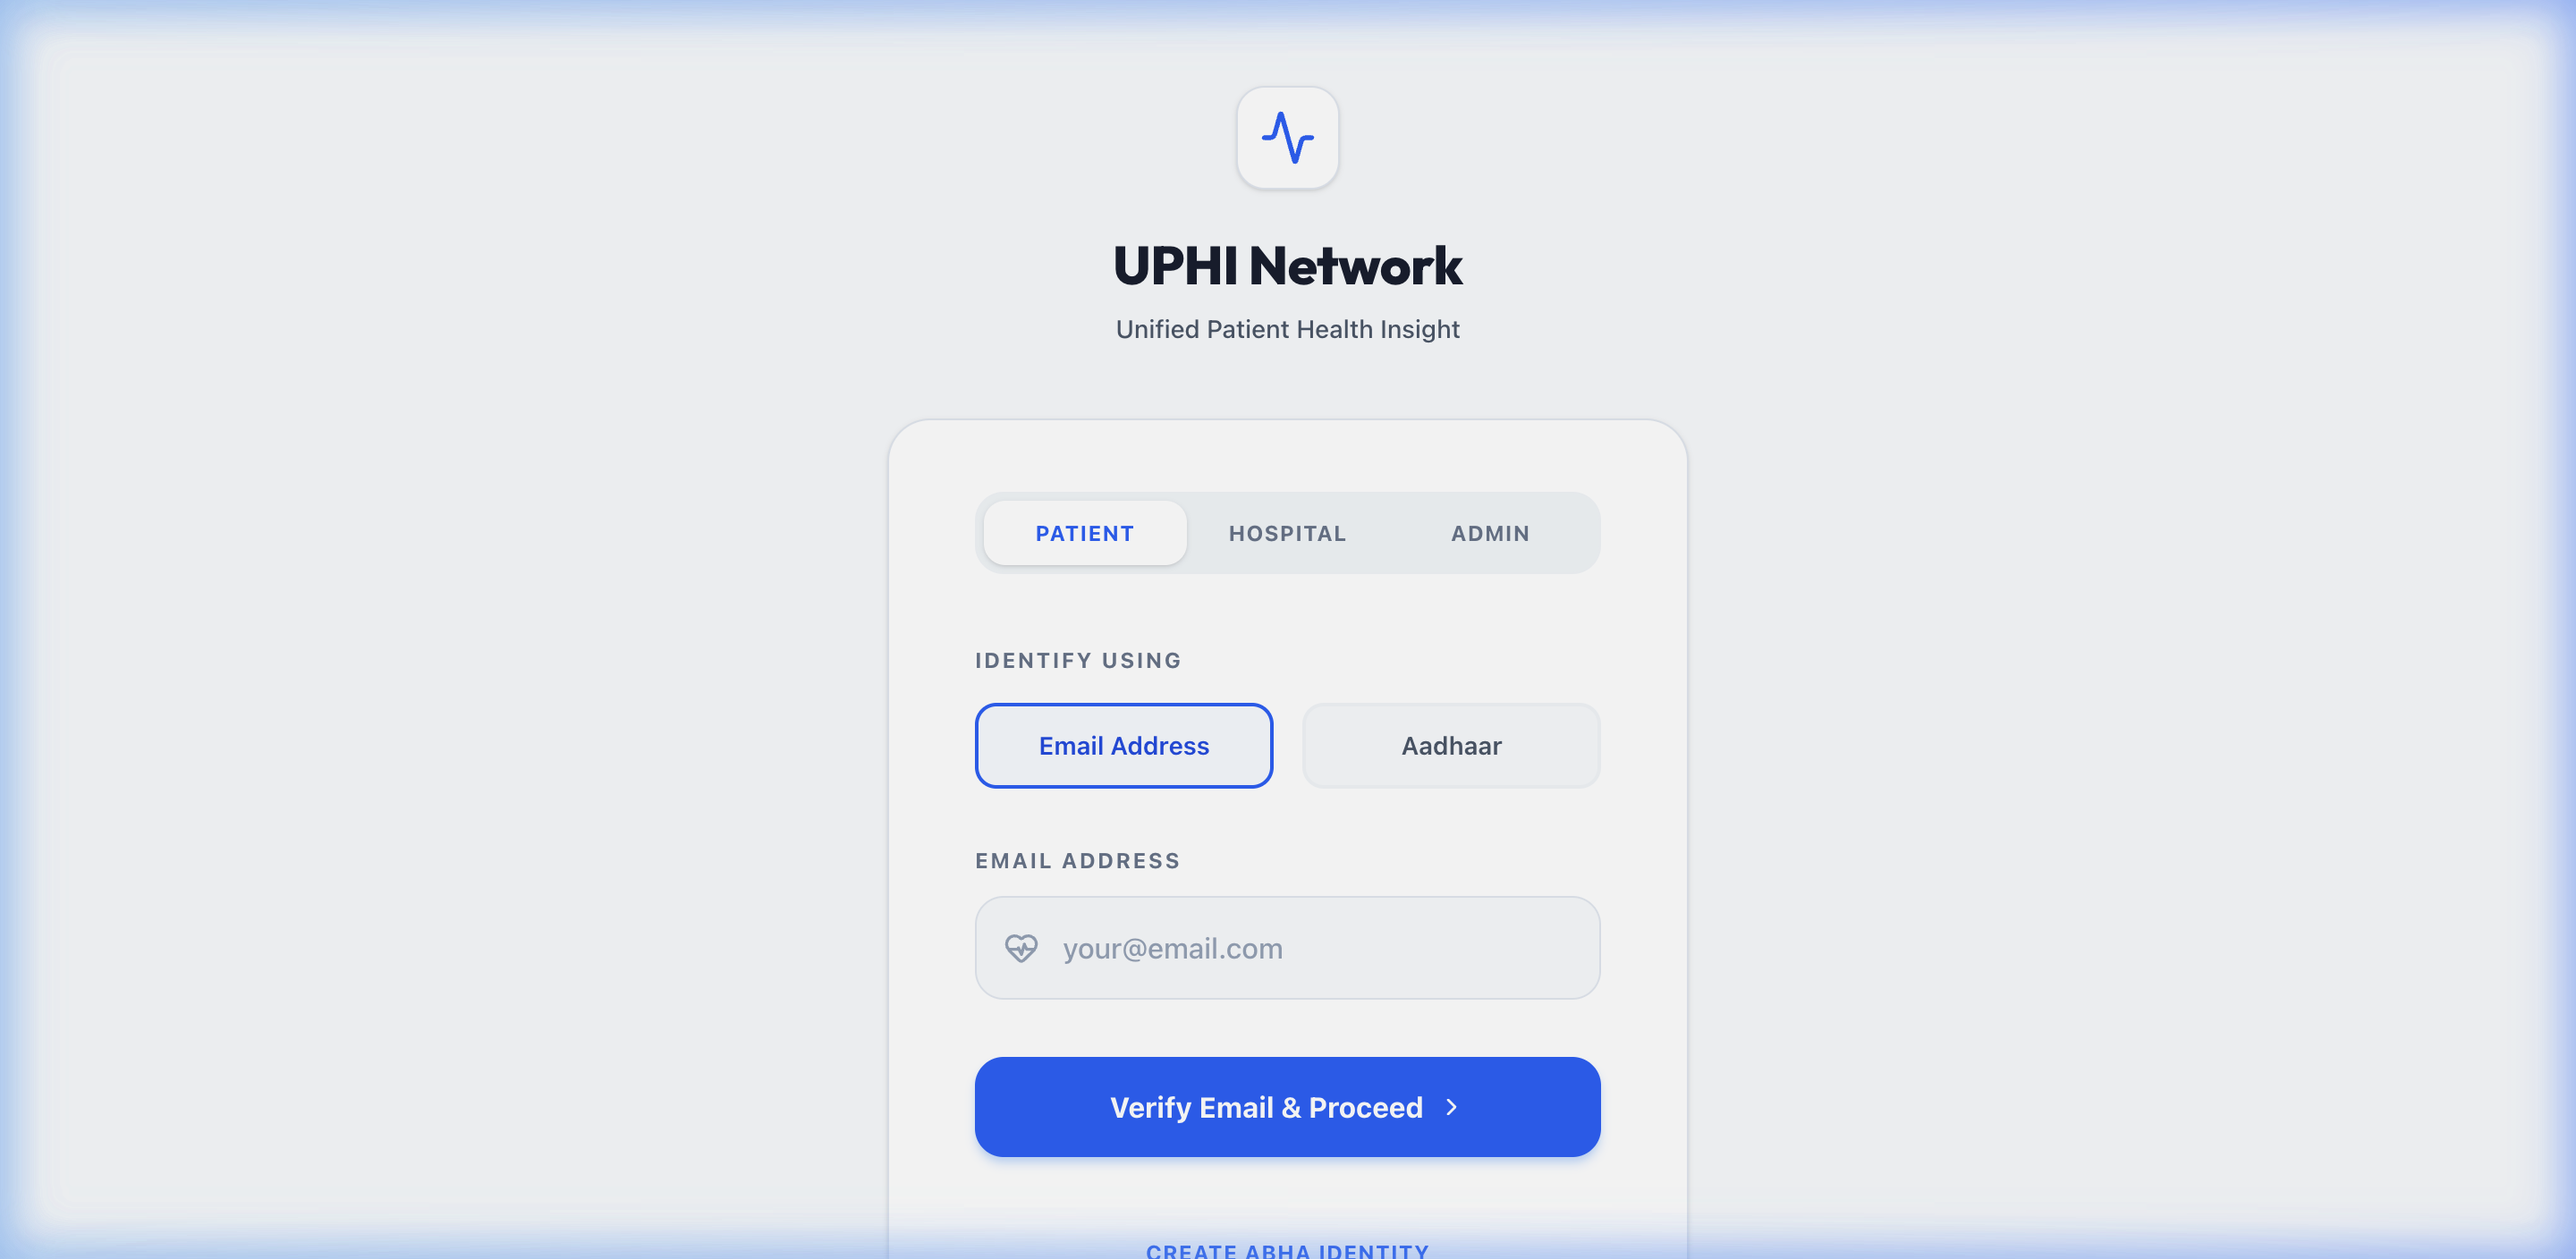 UPHI Network
Unified Patient Health Insight
PATIENT HOSPITAL ADMIN
IDENTIFY USING
Email Address Aadhaar
EMAIL ADDRESS
your@email.com
Verify Email & Proceed
CREATE ABHA IDENTITY